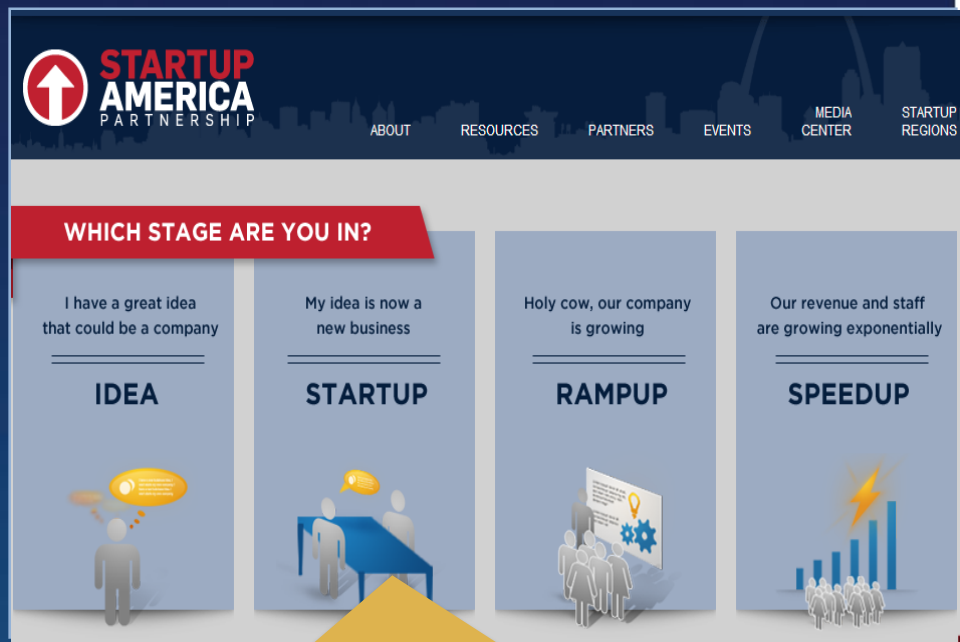 STARTUP
AMERICA
PARTNERSHIP
ABOUT
RESOURCES
PARTNERS
EVENTS
MEDIA
CENTER
STARTUP
REGIONS
WHICH STAGE ARE YOU IN?
I have a great idea
that could be a company
IDEA
My idea is now a
new business
STARTUP
Holy cow, our company
is growing
RAMPUP
Our revenue and staff
are growing exponentially
SPEEDUP